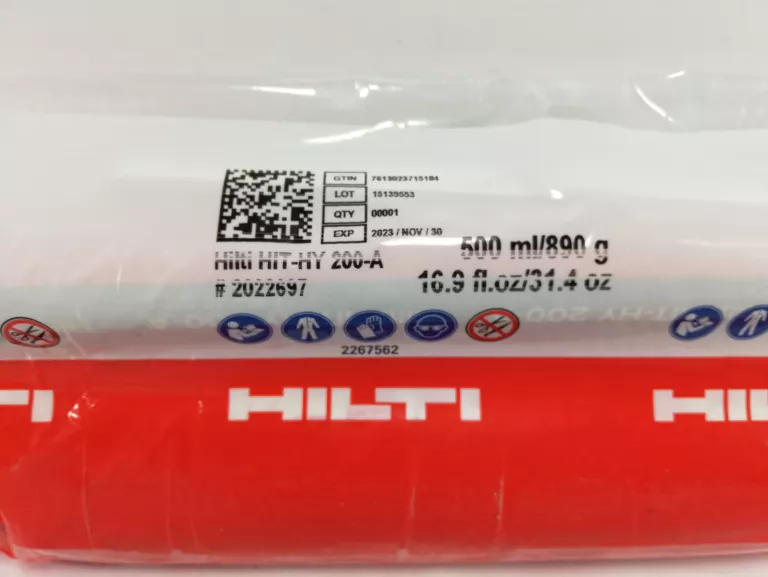 GTIN 7613023715184
LOT 15139553
QTY 00001
EXP 2023 / NOV / 30
Hilti HIT-HY 200-A
500 ml/890 g
# 2022697
16.9 fl.oz/31.4 oz
2267562
HILTI